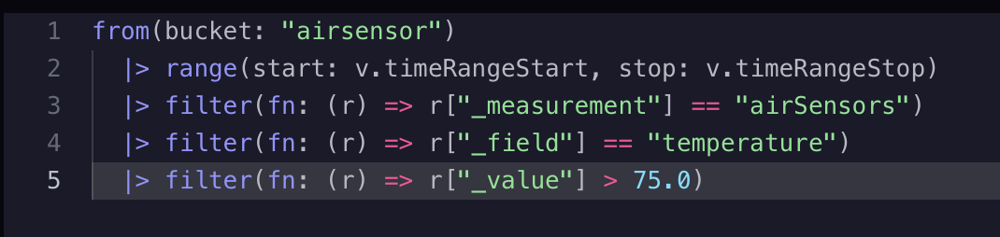 1 from(bucket: "airsensor")
2 |> range(start: v.timeRangeStart, stop: v.timeRangeStop)
3 |> filter(fn: (r) => r["_measurement"] == "airSensors")
4 |> filter(fn: (r) => r["_field"] == "temperature")
5 |> filter(fn: (r) => r["_value"] > 75.0)